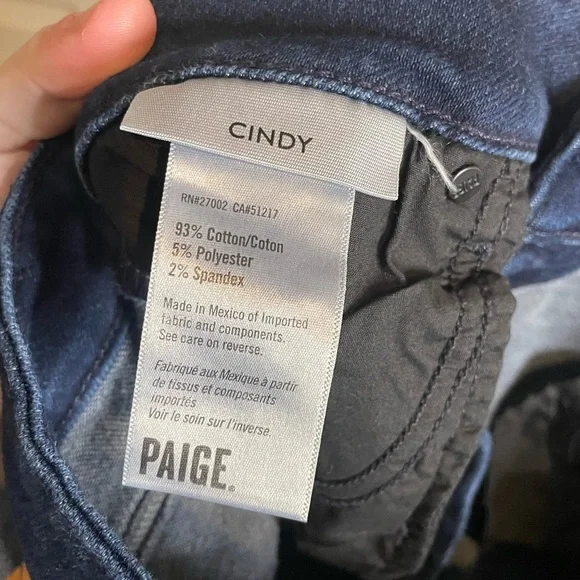 CINDY
RN#27002 CA#51217
93% Cotton/Coton
5% Polyester
2% Spandex
Made in Mexico of Imported
fabric and components.
See care on reverse.
Fabriqué aux Mexique à partir
de tissus et composants
importés
Voir le soin sur l'inverse.
PAIGE.